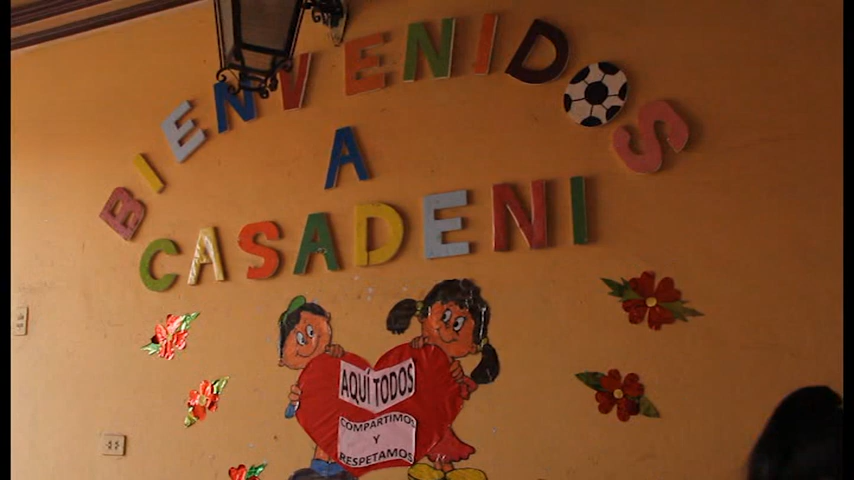 BIENVENIDOS
A
CASADENI
AQUÍ TODOS
COMPARTIMOS
Y
RESPETAMOS